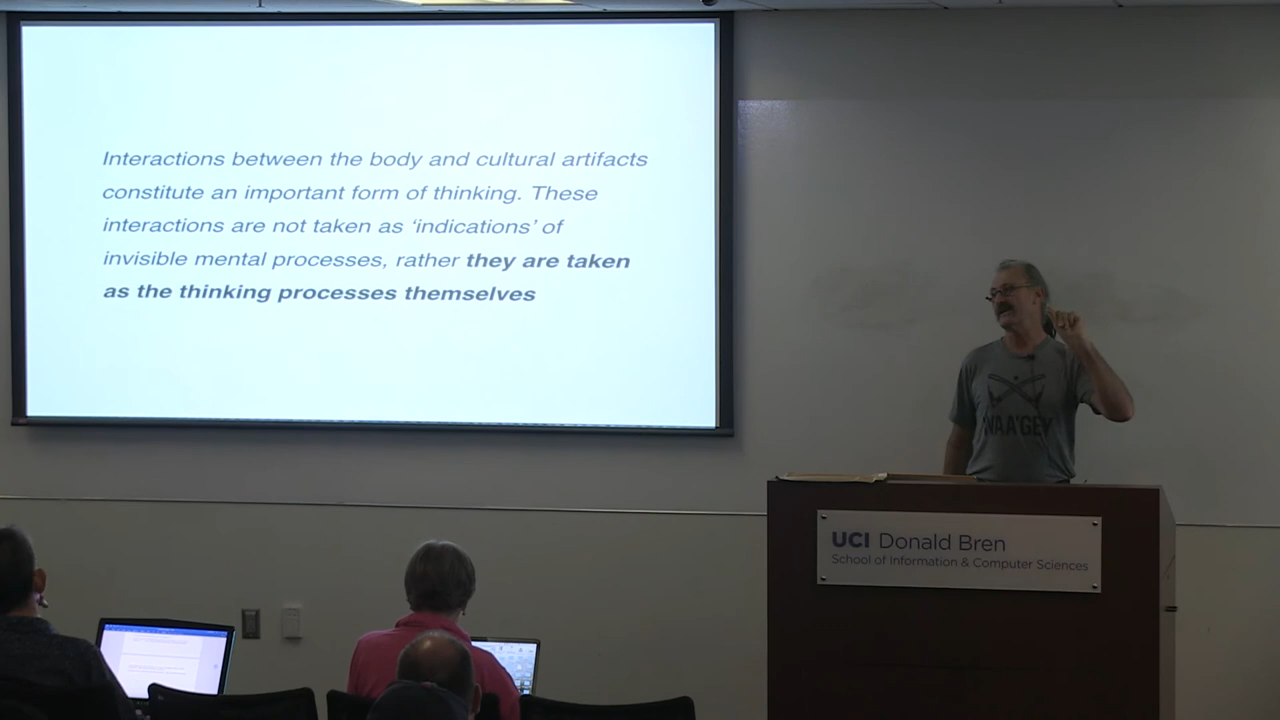 Interactions between the body and cultural artifacts
constitute an important form of thinking. These
interactions are not taken as ‘indications’ of
invisible mental processes, rather they are taken
as the thinking processes themselves
WAA'GEY
UCI Donald Bren
School of Information & Computer Sciences